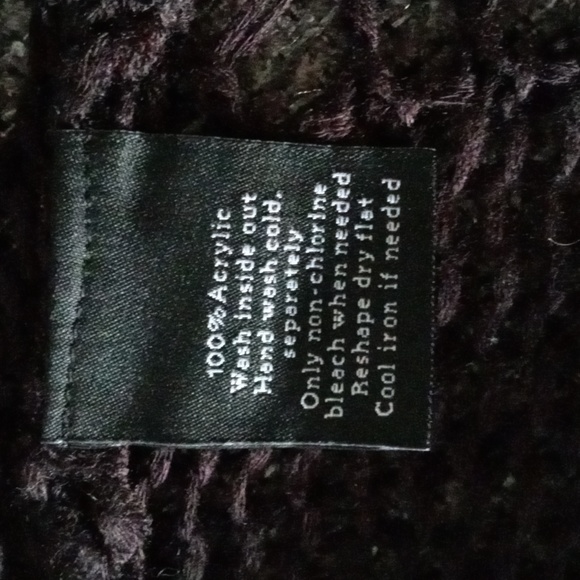 100% Acrylic
Wash inside out
Hand wash cold.
separately
Only non-chlorine
bleach when needed
Reshape dry flat
Cool iron if needed